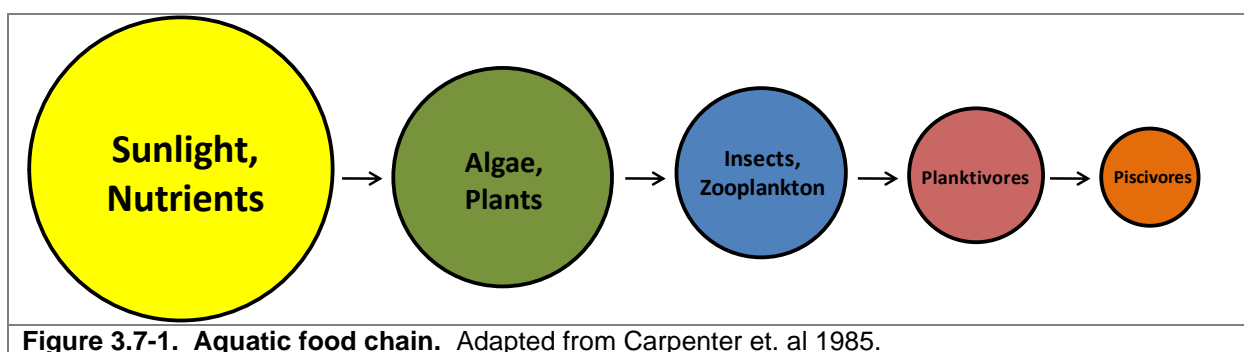 Sunlight,
Nutrients
Algae,
Plants
Insects,
Zooplankton
Planktivores
Piscivores
Figure 3.7-1. Aquatic food chain. Adapted from Carpenter et. al 1985.